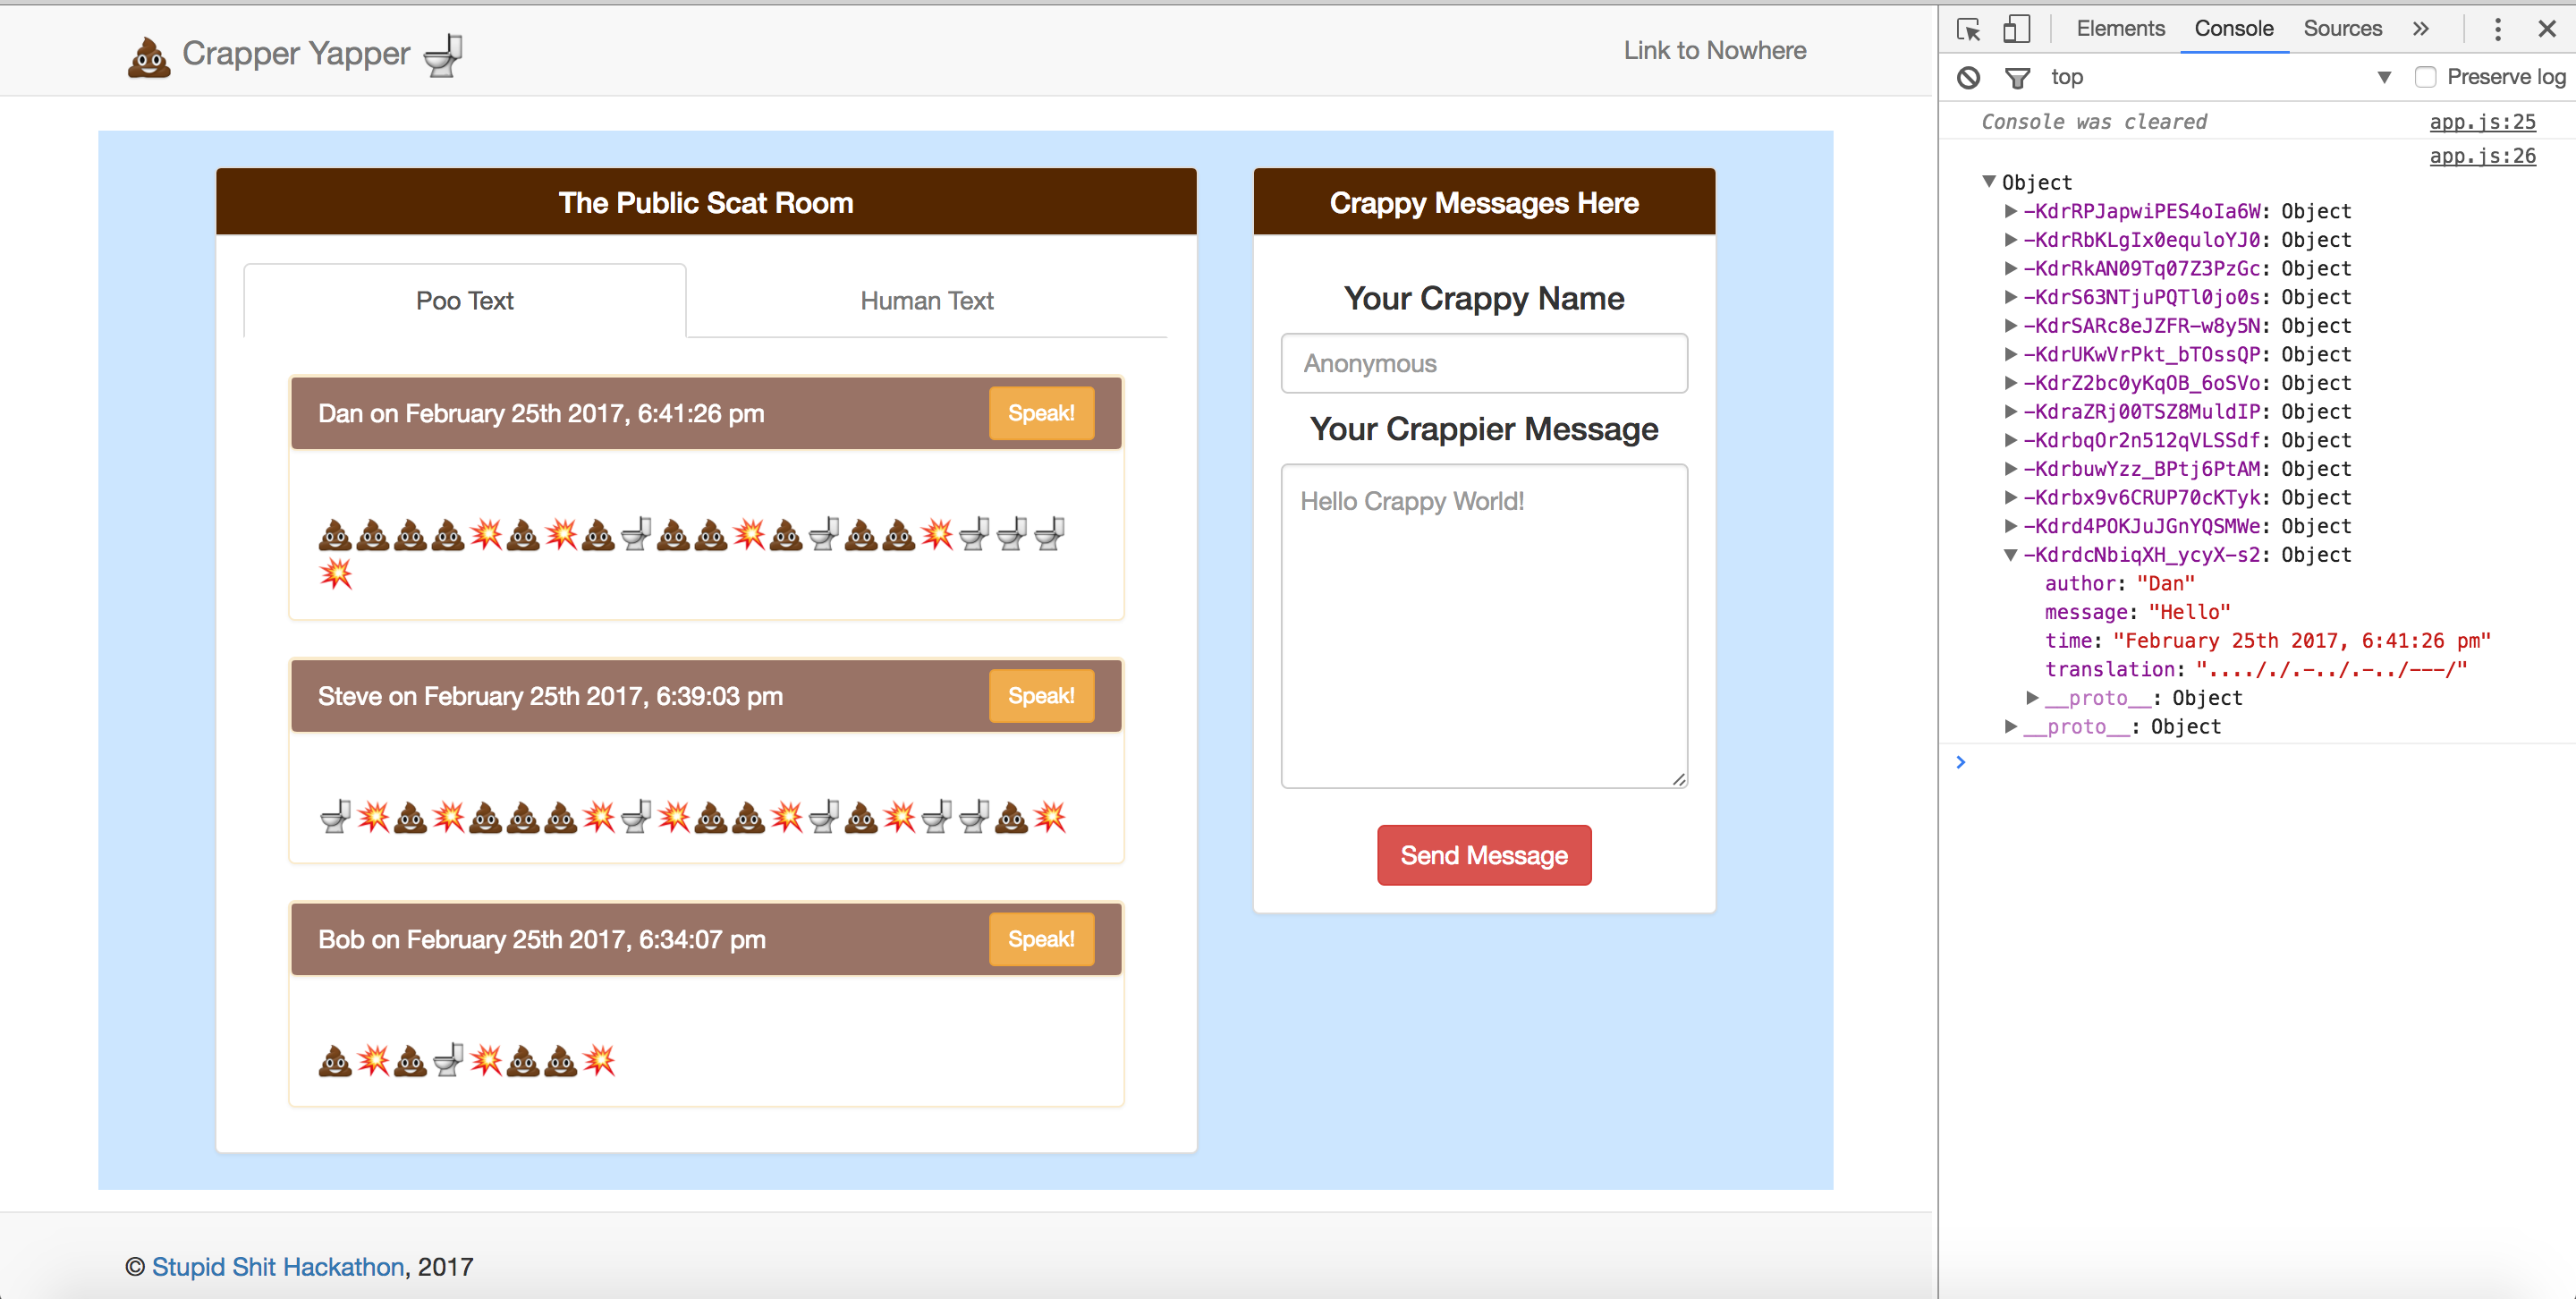 💩 Crapper Yapper 🚽
Link to Nowhere
The Public Scat Room
Poo Text
Human Text
Dan on February 25th 2017, 6:41:26 pm
Speak!
💩💩💩💩💥💩💥💩🚽💩💩💥💩🚽💩💩💥🚽🚽🚽
💥
Steve on February 25th 2017, 6:39:03 pm
Speak!
🚽💥💩💥💩💩💩💥🚽💥💩💩💥🚽💩💥🚽🚽💩💥
Bob on February 25th 2017, 6:34:07 pm
Speak!
💩💥💩🚽💥💩💩💥
Crappy Messages Here
Your Crappy Name
Anonymous
Your Crappier Message
Hello Crappy World!
Send Message
© Stupid Shit Hackathon, 2017
Elements Console Sources »
top ▼ Preserve log
Console was cleared app.js:25
app.js:26
▼Object
▶-KdrRPJapwiPES4oIa6W: Object
▶-KdrRbKLgIx0equloYJ0: Object
▶-KdrRkAN09Tq07Z3PzGc: Object
▶-KdrS63NTjuPQTl0jo0s: Object
▶-KdrSARc8eJZFR-w8y5N: Object
▶-KdrUKwVrPkt_bTOssQP: Object
▶-KdrZ2bc0yKqOB_6oSVo: Object
▶-KdraZRj00TSZ8MuldIP: Object
▶-KdrbqOr2n512qVLSSdf: Object
▶-KdrbuwYzz_BPtj6PtAM: Object
▶-Kdrbx9v6CRUP70cKTyk: Object
▶-Kdrd4POKJuJGnYQSMWe: Object
▼-KdrdcNbiqXH_ycyX-s2: Object
author: "Dan"
message: "Hello"
time: "February 25th 2017, 6:41:26 pm"
translation: "...././.-../.-../---/"
▶__proto__: Object
▶__proto__: Object
>